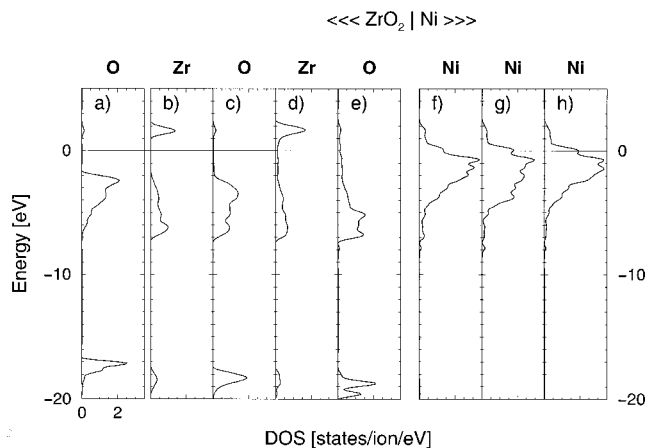 <<< ZrO2 | Ni >>>
O Zr O Zr O Ni Ni Ni
a) b) c) d) e) f) g) h)
0 0
Energy [eV]
−10 −10
−20 −20
0 2
DOS [states/ion/eV]